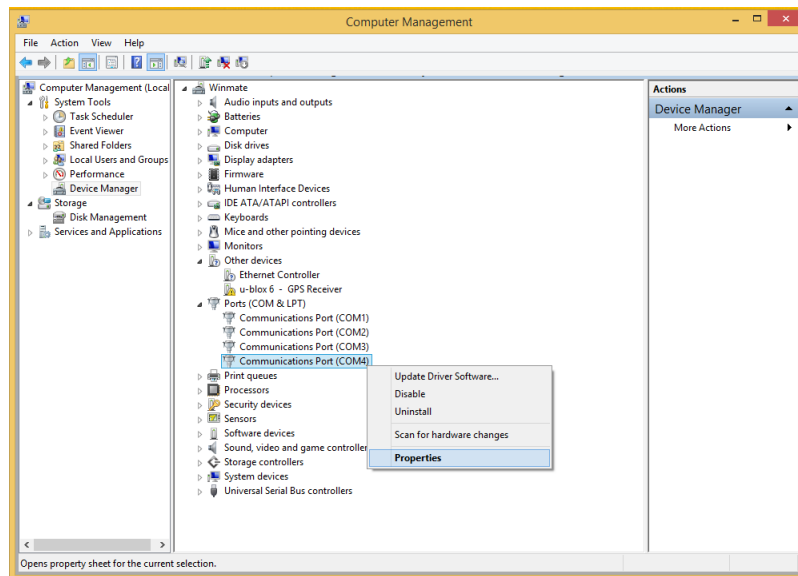 Computer Management
File Action View Help
Computer Management (Local
System Tools
Task Scheduler
Event Viewer
Shared Folders
Local Users and Groups
Performance
Device Manager
Storage
Disk Management
Services and Applications
Winmate
Audio inputs and outputs
Batteries
Computer
Disk drives
Display adapters
Firmware
Human Interface Devices
IDE ATA/ATAPI controllers
Keyboards
Mice and other pointing devices
Monitors
Other devices
Ethernet Controller
u-blox 6 - GPS Receiver
Ports (COM & LPT)
Communications Port (COM1)
Communications Port (COM2)
Communications Port (COM3)
Communications Port (COM4)
Print queues
Processors
Security devices
Sensors
Software devices
Sound, video and game controller
Storage controllers
System devices
Universal Serial Bus controllers
Update Driver Software...
Disable
Uninstall
Scan for hardware changes
Properties
Actions
Device Manager
More Actions
Opens property sheet for the current selection.